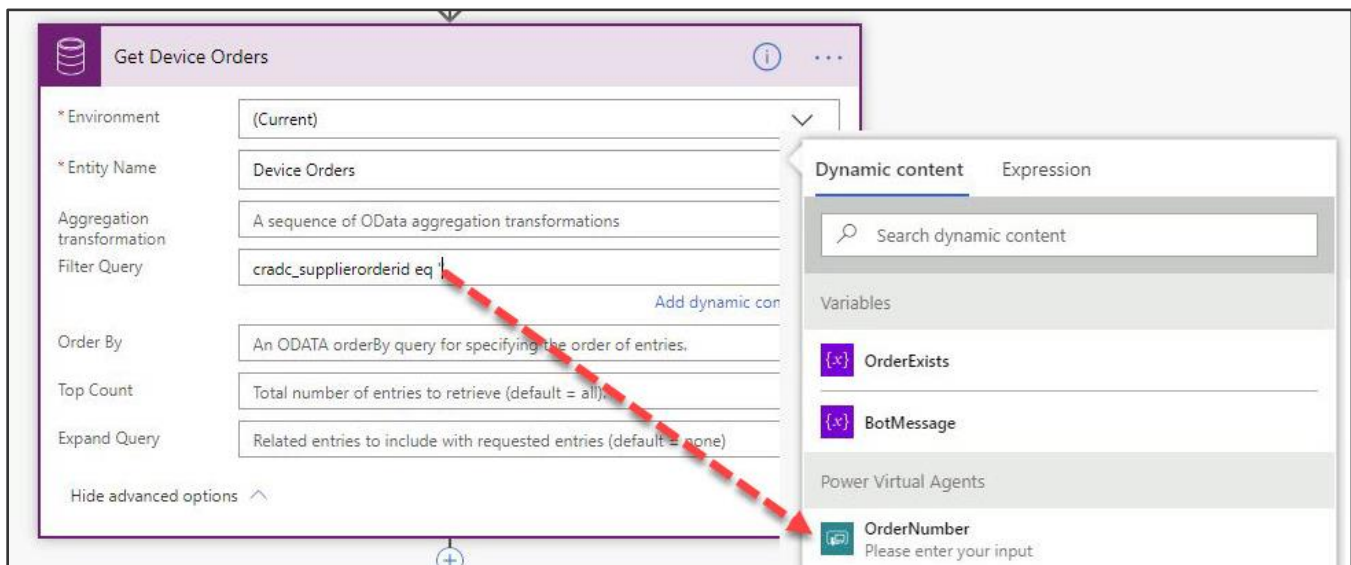 Get Device Orders
* Environment
(Current)
* Entity Name
Device Orders
Aggregation
transformation
A sequence of OData aggregation transformations
Filter Query
cradc_supplierorderid eq '
Add dynamic con
Order By
An ODATA orderBy query for specifying the order of entries.
Top Count
Total number of entries to retrieve (default = all).
Expand Query
Related entries to include with requested entries (default = none)
Hide advanced options
Dynamic content
Expression
Search dynamic content
Variables
{x} OrderExists
{x} BotMessage
Power Virtual Agents
OrderNumber
Please enter your input